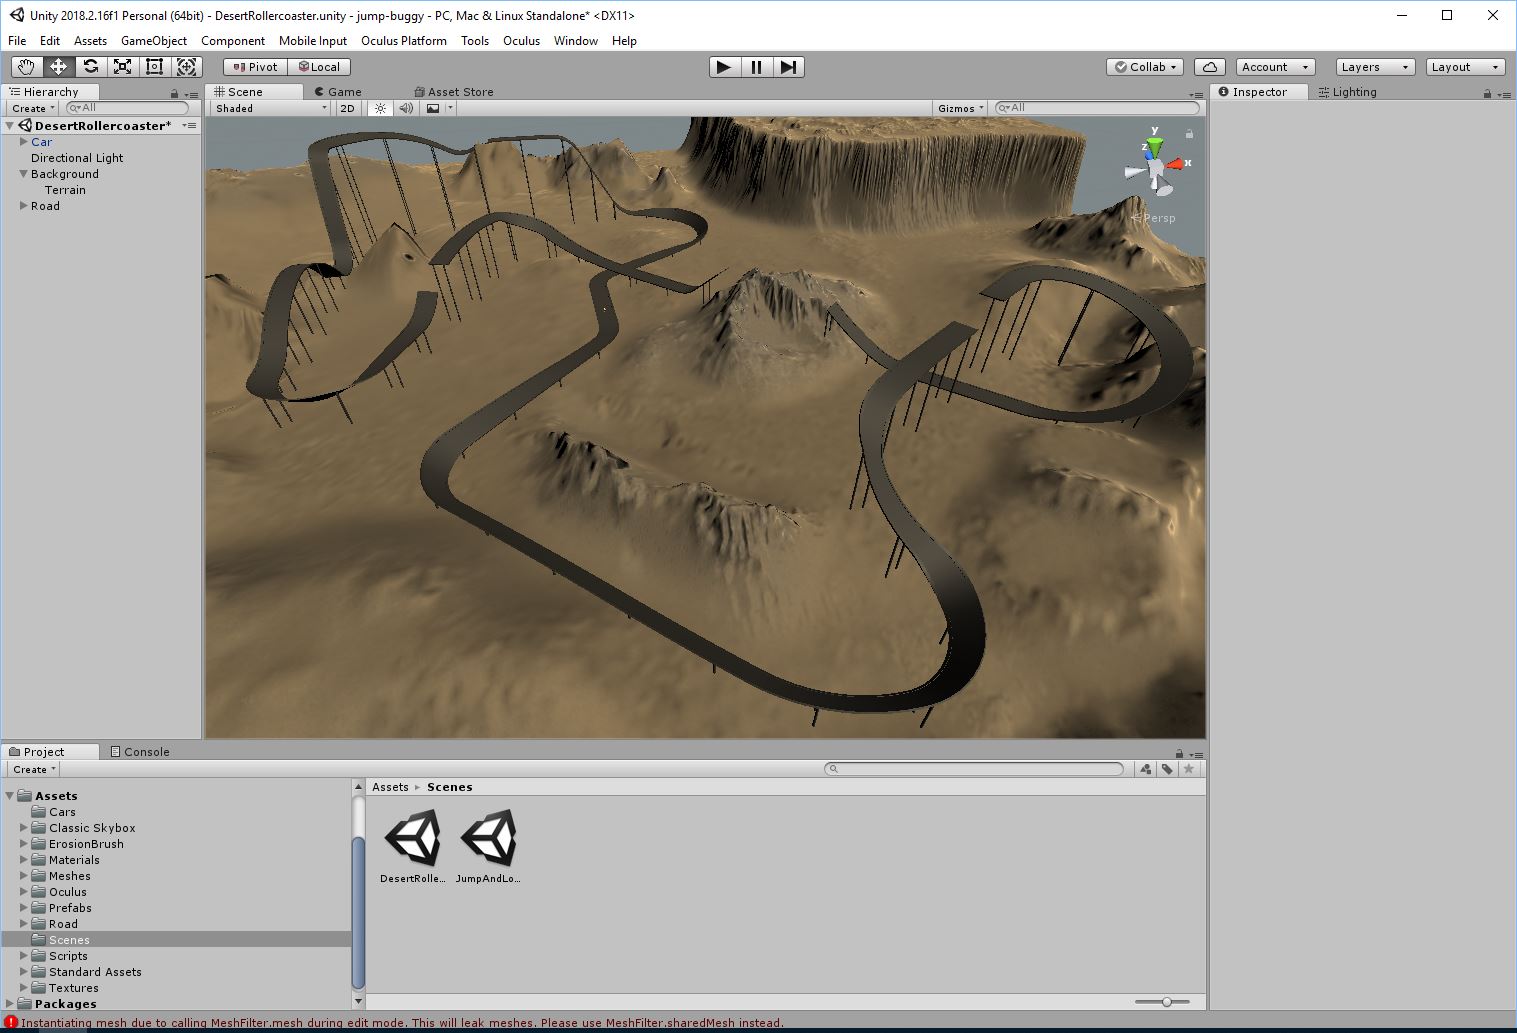 Unity 2018.2.16f1 Personal (64bit) - DesertRollercoaster.unity - jump-buggy - PC, Mac & Linux Standalone* <DX11>
File Edit Assets GameObject Component Mobile Input Oculus Platform Tools Oculus Window Help
Pivot Local Collab Account Layers Layout
Hierarchy
Create All
DesertRollercoaster*
Car
Directional Light
Background
Terrain
Road
Scene Game Asset Store
Shaded 2D Gizmos All
y
z
x
Persp
Inspector Lighting
Project Console
Create
Assets
Cars
Classic Skybox
ErosionBrush
Materials
Meshes
Oculus
Prefabs
Road
Scenes
Scripts
Standard Assets
Textures
Packages
Assets Scenes
DesertRolle... JumpAndLo...
Instantiating mesh due to calling MeshFilter.mesh during edit mode. This will leak meshes. Please use MeshFilter.sharedMesh instead.